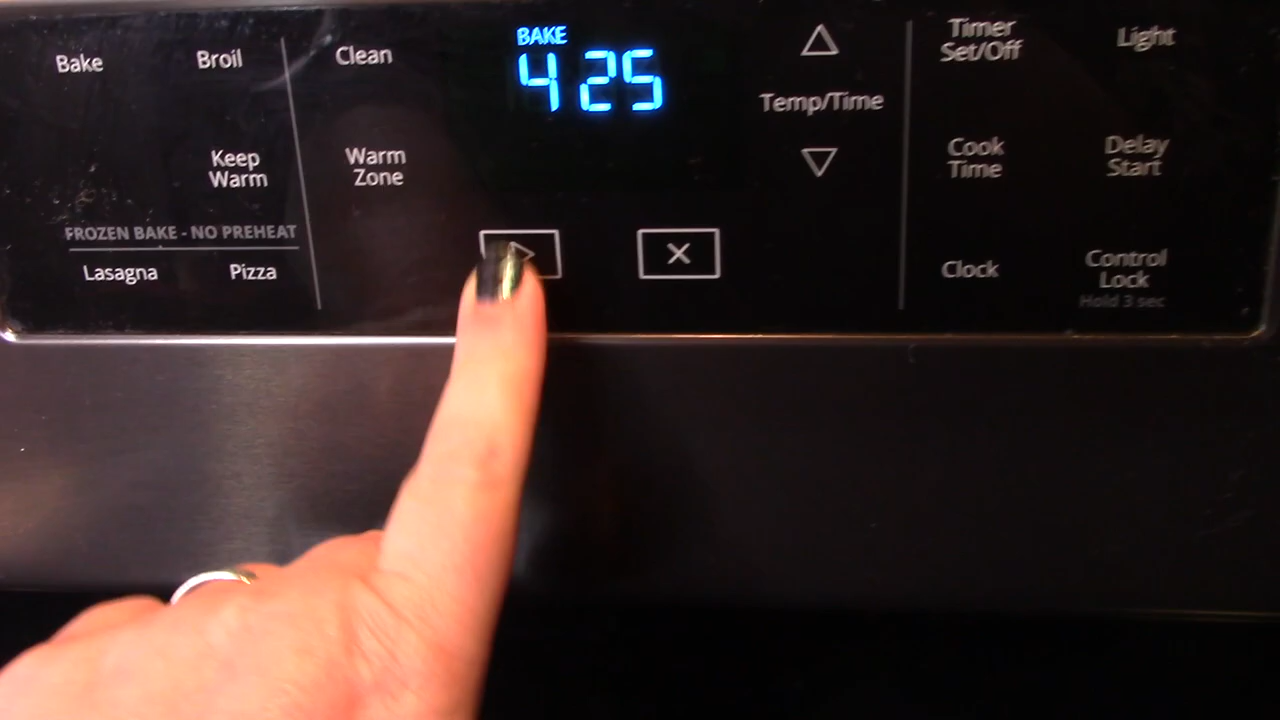 Bake
Broil
Clean
BAKE
425
Temp/Time
Timer
Set/Off
Light
Keep
Warm
Warm
Zone
Cook
Time
Delay
Start
FROZEN BAKE - NO PREHEAT
Lasagna
Pizza
Clock
Control
Lock
Hold 3 sec